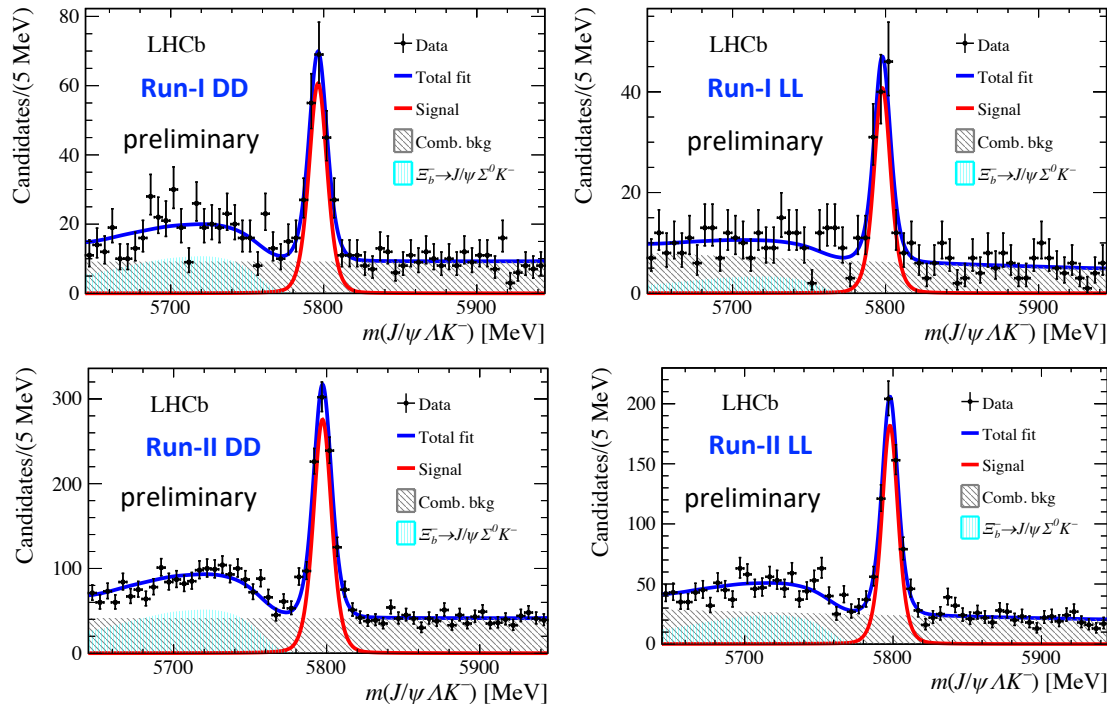 Candidates/(5 MeV)
80
60
40
20
0
LHCb
Run-I DD
preliminary
Data
Total fit
Signal
Comb. bkg
Ξb⁻→J/ψ Σ⁰K⁻
5700
5800
5900
m(J/ψ ΛK⁻) [MeV]
Candidates/(5 MeV)
40
20
0
LHCb
Run-I LL
preliminary
Data
Total fit
Signal
Comb. bkg
Ξb⁻→J/ψ Σ⁰K⁻
5700
5800
5900
m(J/ψ ΛK⁻) [MeV]
Candidates/(5 MeV)
300
200
100
0
LHCb
Run-II DD
preliminary
Data
Total fit
Signal
Comb. bkg
Ξb⁻→J/ψ Σ⁰K⁻
5700
5800
5900
m(J/ψ ΛK⁻) [MeV]
Candidates/(5 MeV)
200
150
100
50
0
LHCb
Run-II LL
preliminary
Data
Total fit
Signal
Comb. bkg
Ξb⁻→J/ψ Σ⁰K⁻
5700
5800
5900
m(J/ψ ΛK⁻) [MeV]